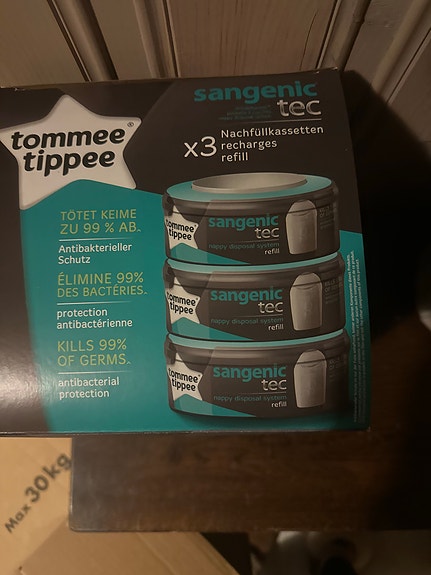 tommee
tippee
sangenic
tec
x3
Nachfüllkassetten
recharges
refill
TÖTET KEIME
ZU 99 % AB
Antibakterieller
Schutz
ÉLIMINE 99%
DES BACTÉRIES
protection
antibactérienne
KILLS 99%
OF GERMS
antibacterial
protection
tommee
tippee
sangenic
tec
nappy disposal system
refill
tommee
tippee
sangenic
tec
nappy disposal system
refill
tommee
tippee
sangenic
tec
nappy disposal system
refill
Max 30kg